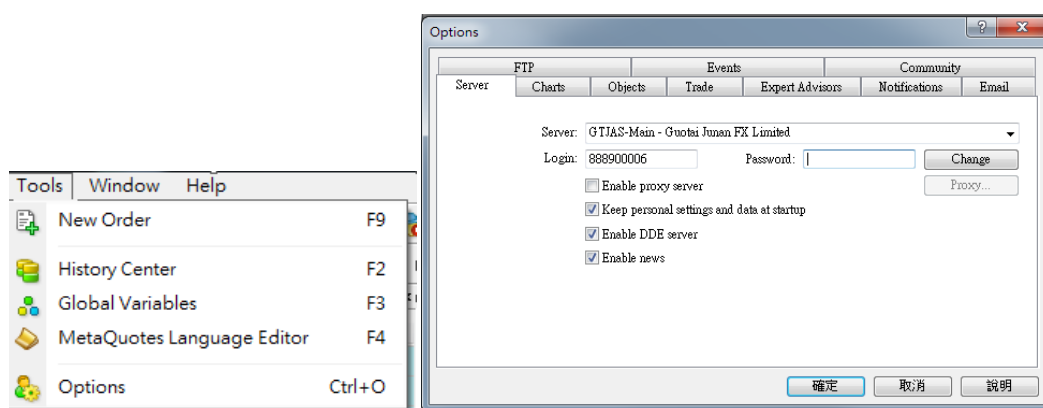 Tools Window Help
New Order F9
History Center F2
Global Variables F3
MetaQuotes Language Editor F4
Options Ctrl+O
Options
FTP Events Community
Server Charts Objects Trade Expert Advisors Notifications Email
Server: GTJAS-Main - Guotai Junan FX Limited
Login: 888900006 Password: Change
Enable proxy server Proxy...
Keep personal settings and data at startup
Enable DDE server
Enable news
確定 取消 說明